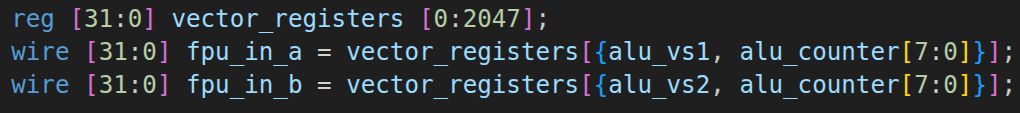 reg [31:0] vector_registers [0:2047];
wire [31:0] fpu_in_a = vector_registers[{alu_vs1, alu_counter[7:0]}];
wire [31:0] fpu_in_b = vector_registers[{alu_vs2, alu_counter[7:0]}];